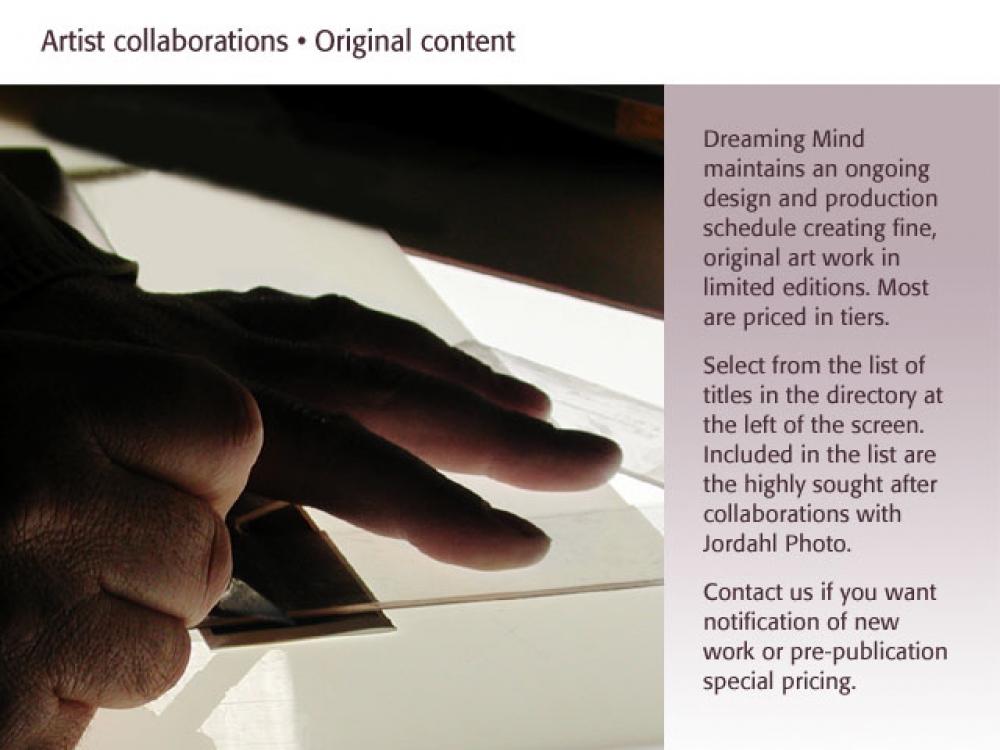 Artist collaborations • Original content
Dreaming Mind
maintains an ongoing
design and production
schedule creating fine,
original art work in
limited editions. Most
are priced in tiers.
Select from the list of
titles in the directory at
the left of the screen.
Included in the list are
the highly sought after
collaborations with
Jordahl Photo.
Contact us if you want
notification of new
work or pre-publication
special pricing.